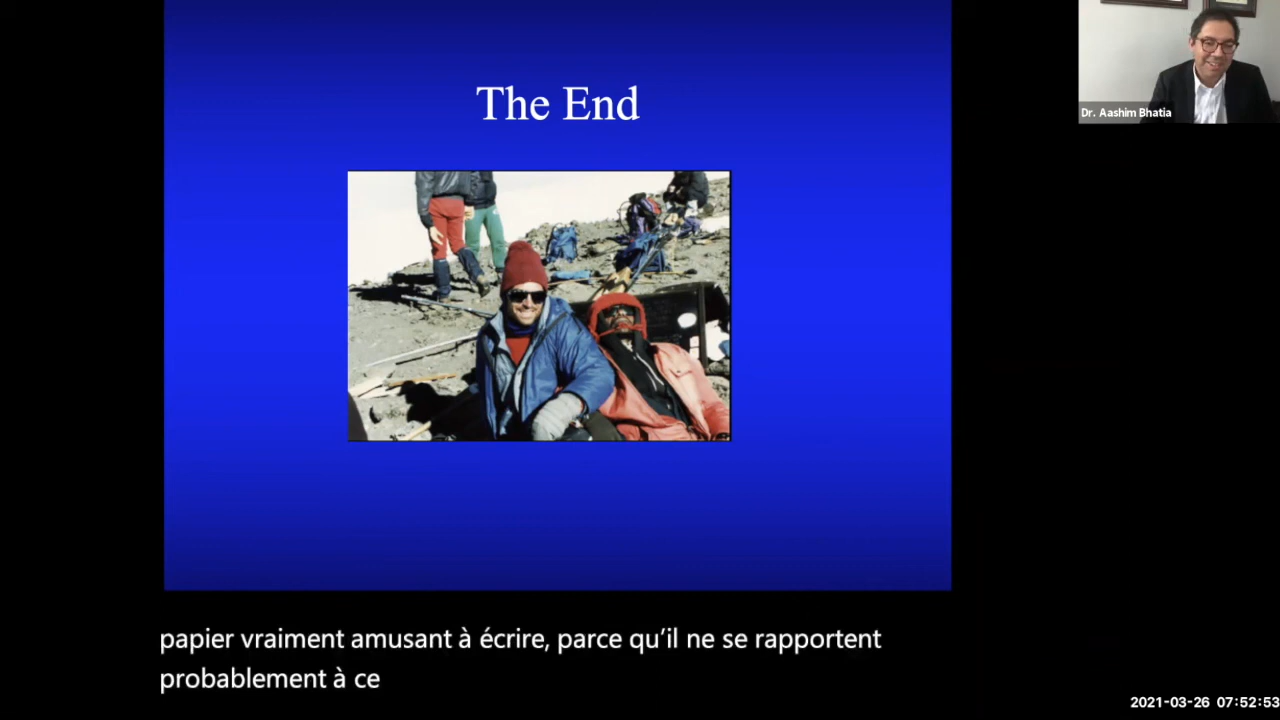 The End
Dr. Aashim Bhatia
papier vraiment amusant à écrire, parce qu’il ne se rapportent
probablement à ce
2021-03-26 07:52:53